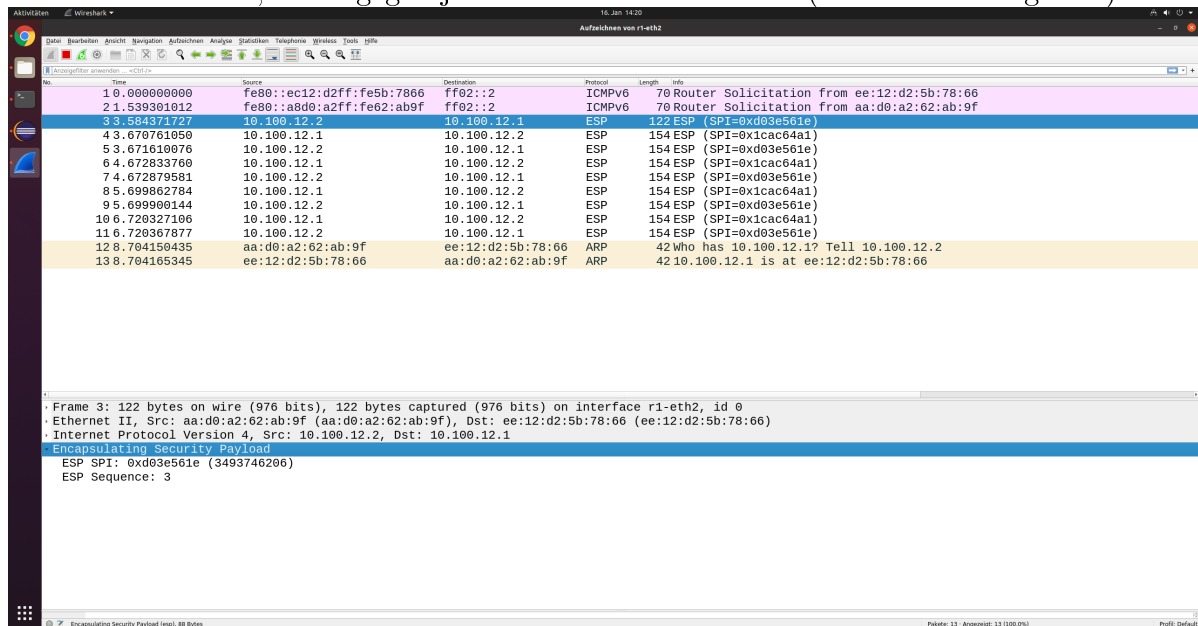 Aktivitäten Wireshark 16. Jan 14:20
Aufzeichnen von r1-eth2
Datei Bearbeiten Ansicht Navigation Aufzeichnen Analyse Statistiken Telephonie Wireless Tools Hilfe
Anzeigefilter anwenden ... <Ctrl-/>
No. Time Source Destination Protocol Length Info
1 0.000000000 fe80::ec12:d2ff:fe5b:7866 ff02::2 ICMPv6 70 Router Solicitation from ee:12:d2:5b:78:66
2 1.539301012 fe80::a8d0:a2ff:fe62:ab9f ff02::2 ICMPv6 70 Router Solicitation from aa:d0:a2:62:ab:9f
3 3.584371727 10.100.12.2 10.100.12.1 ESP 122 ESP (SPI=0xd03e561e)
4 3.670761050 10.100.12.1 10.100.12.2 ESP 154 ESP (SPI=0x1cac64a1)
5 3.671610076 10.100.12.2 10.100.12.1 ESP 154 ESP (SPI=0xd03e561e)
6 4.672833760 10.100.12.1 10.100.12.2 ESP 154 ESP (SPI=0x1cac64a1)
7 4.672879581 10.100.12.2 10.100.12.1 ESP 154 ESP (SPI=0xd03e561e)
8 5.699862784 10.100.12.1 10.100.12.2 ESP 154 ESP (SPI=0x1cac64a1)
9 5.699900144 10.100.12.2 10.100.12.1 ESP 154 ESP (SPI=0xd03e561e)
10 6.720327106 10.100.12.1 10.100.12.2 ESP 154 ESP (SPI=0x1cac64a1)
11 6.720367877 10.100.12.2 10.100.12.1 ESP 154 ESP (SPI=0xd03e561e)
12 8.704150435 aa:d0:a2:62:ab:9f ee:12:d2:5b:78:66 ARP 42 Who has 10.100.12.1? Tell 10.100.12.2
13 8.704165345 ee:12:d2:5b:78:66 aa:d0:a2:62:ab:9f ARP 42 10.100.12.1 is at ee:12:d2:5b:78:66
Frame 3: 122 bytes on wire (976 bits), 122 bytes captured (976 bits) on interface r1-eth2, id 0
Ethernet II, Src: aa:d0:a2:62:ab:9f (aa:d0:a2:62:ab:9f), Dst: ee:12:d2:5b:78:66 (ee:12:d2:5b:78:66)
Internet Protocol Version 4, Src: 10.100.12.2, Dst: 10.100.12.1
Encapsulating Security Payload
ESP SPI: 0xd03e561e (3493746206)
ESP Sequence: 3
Encapsulating Security Payload (esp), 88 Bytes Pakete: 13 · Angezeigt: 13 (100.0%) Profil: Default